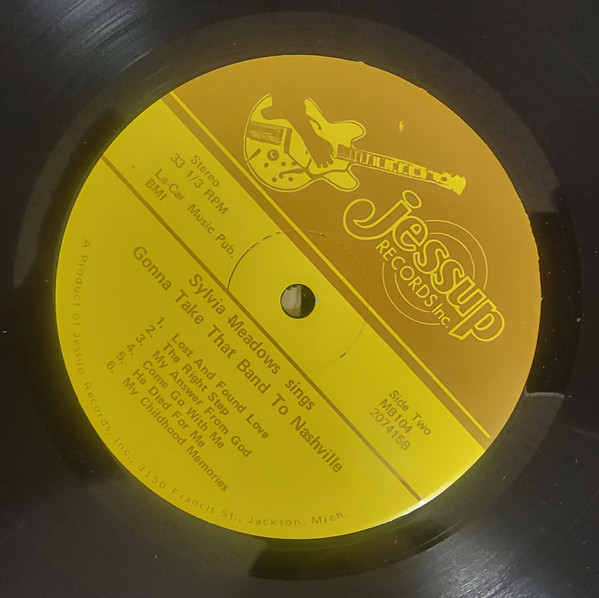 jessup
RECORDS Inc.
Stereo
33 1/3 RPM
La-Car Music Pub.
BMI
Side Two
MB104
2074158
Sylvia Meadows sings
Gonna Take That Band To Nashville
1. Lost And Found Love
2. The Right Step
3. My Answer From God
4. Come Go With Me
5. He Died For Me
6. My Childhood Memories
A Product of Jessup Records, Inc., 3150 Francis St., Jackson, Mich.